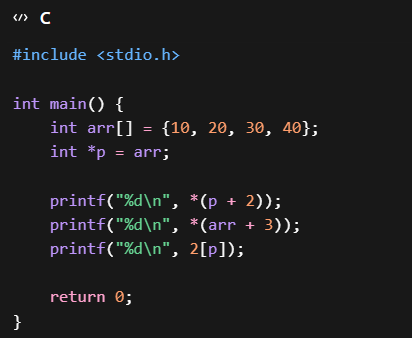 </> C
#include <stdio.h>
int main() {
    int arr[] = {10, 20, 30, 40};
    int *p = arr;
    printf("%d\n", *(p + 2));
    printf("%d\n", *(arr + 3));
    printf("%d\n", 2[p]);
    return 0;
}